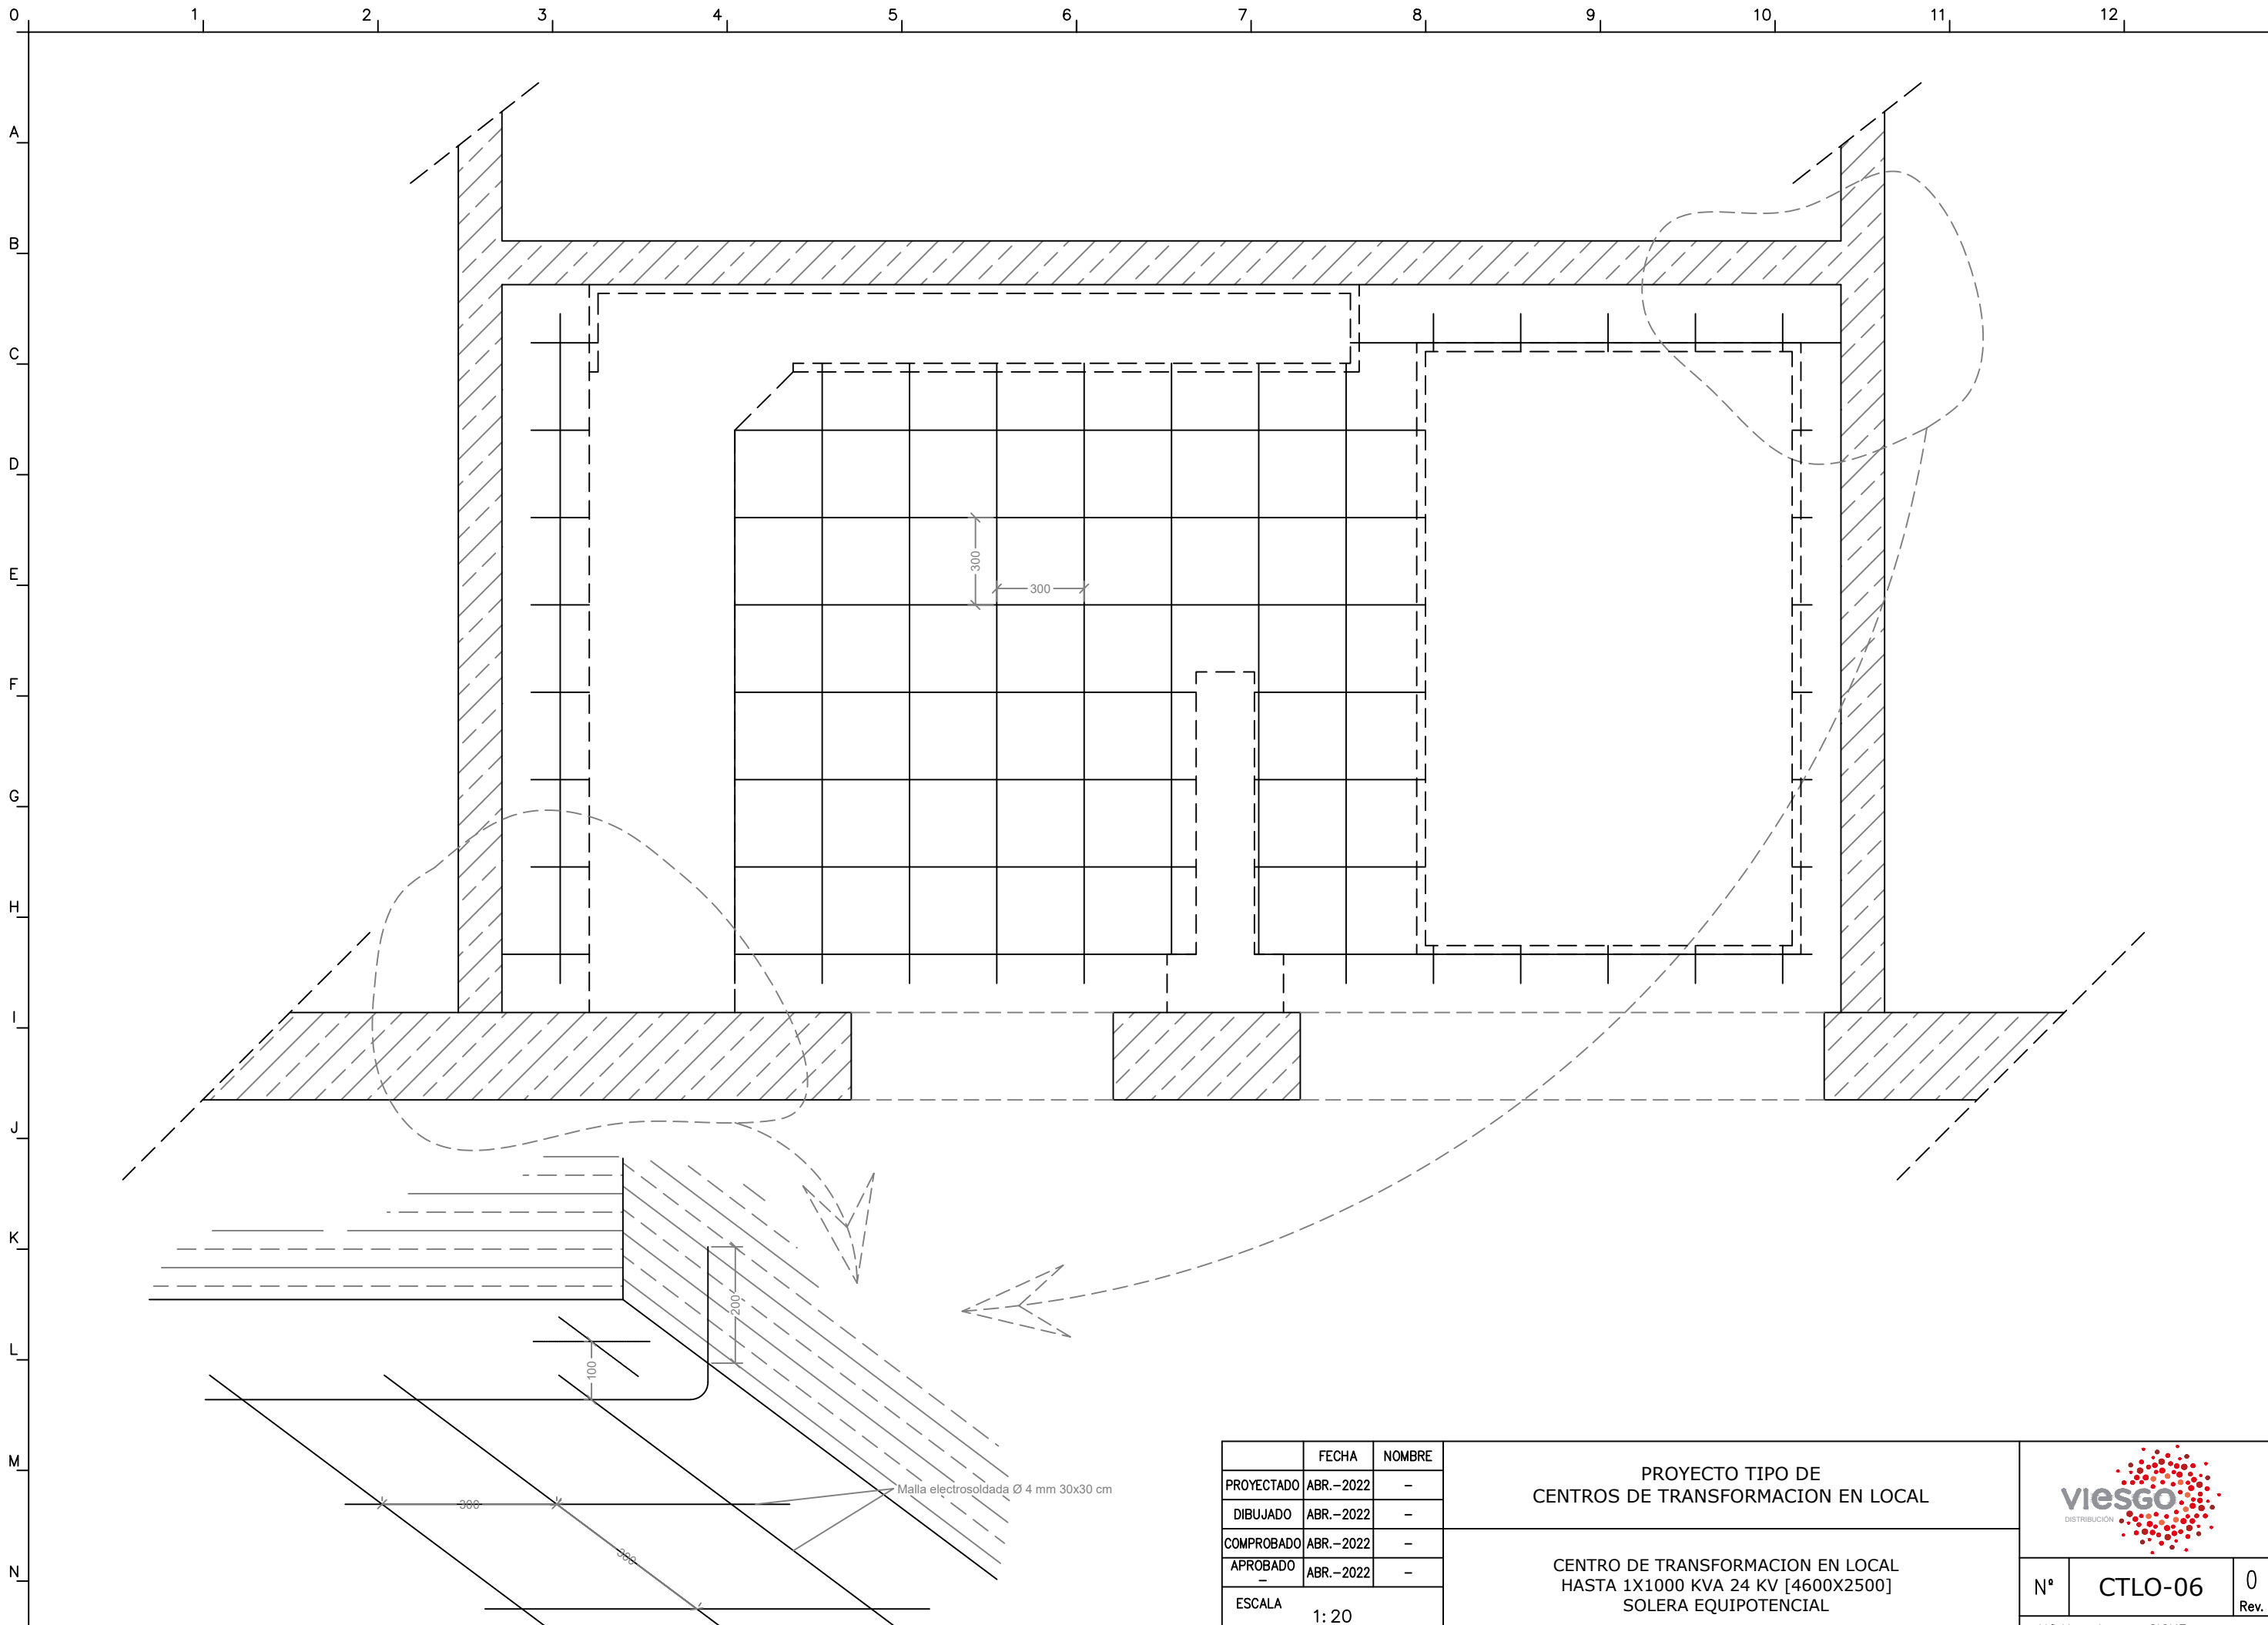 0 1 2 3 4 5 6 7 8 9 10 11 12
A
B
C
D
E
F
G
H
I
J
K
L
M
N
300
300
200
100
300
300
Malla electrosoldada Ø 4 mm 30x30 cm
FECHA NOMBRE
PROYECTADO ABR.-2022 -
DIBUJADO ABR.-2022 -
COMPROBADO ABR.-2022 -
APROBADO - ABR.-2022 -
ESCALA
1:20
PROYECTO TIPO DE
CENTROS DE TRANSFORMACION EN LOCAL
CENTRO DE TRANSFORMACION EN LOCAL
HASTA 1X1000 KVA 24 KV [4600X2500]
SOLERA EQUIPOTENCIAL
viesgo
DISTRIBUCIÓN
Nº CTLO-06 0
Rev.